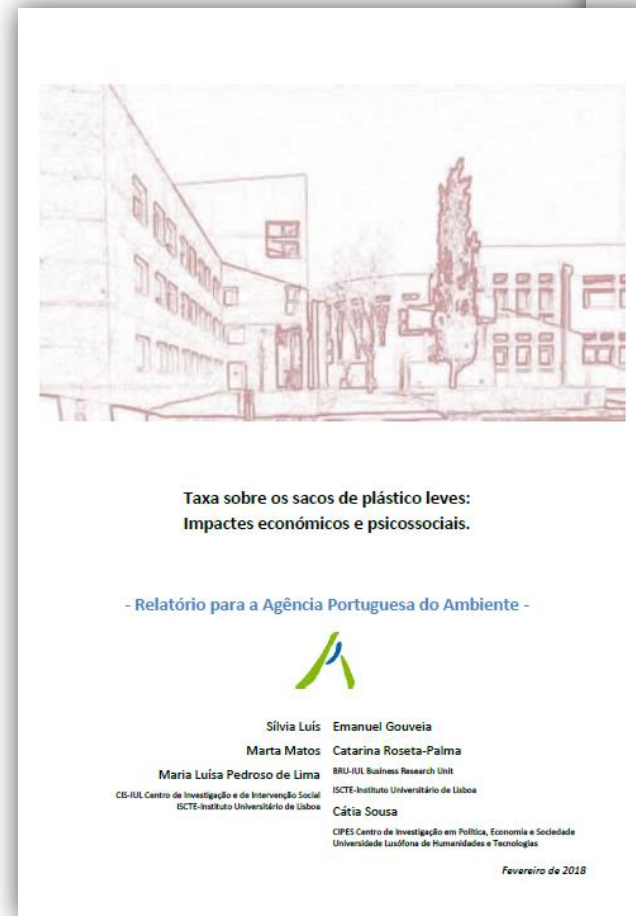 Taxa sobre os sacos de plástico leves:
Impactes económicos e psicossociais.
- Relatório para a Agência Portuguesa do Ambiente -
Sílvia Luís
Marta Matos
Maria Luísa Pedroso de Lima
CIS-IUL Centro de Investigação e de Intervenção Social
ISCTE-Instituto Universitário de Lisboa
Emanuel Gouveia
Catarina Roseta-Palma
BRU-IUL Business Research Unit
ISCTE-Instituto Universitário de Lisboa
Cátia Sousa
CIPES Centro de Investigação em Política, Economia e Sociedade
Universidade Lusófona de Humanidades e Tecnologias
Fevereiro de 2018